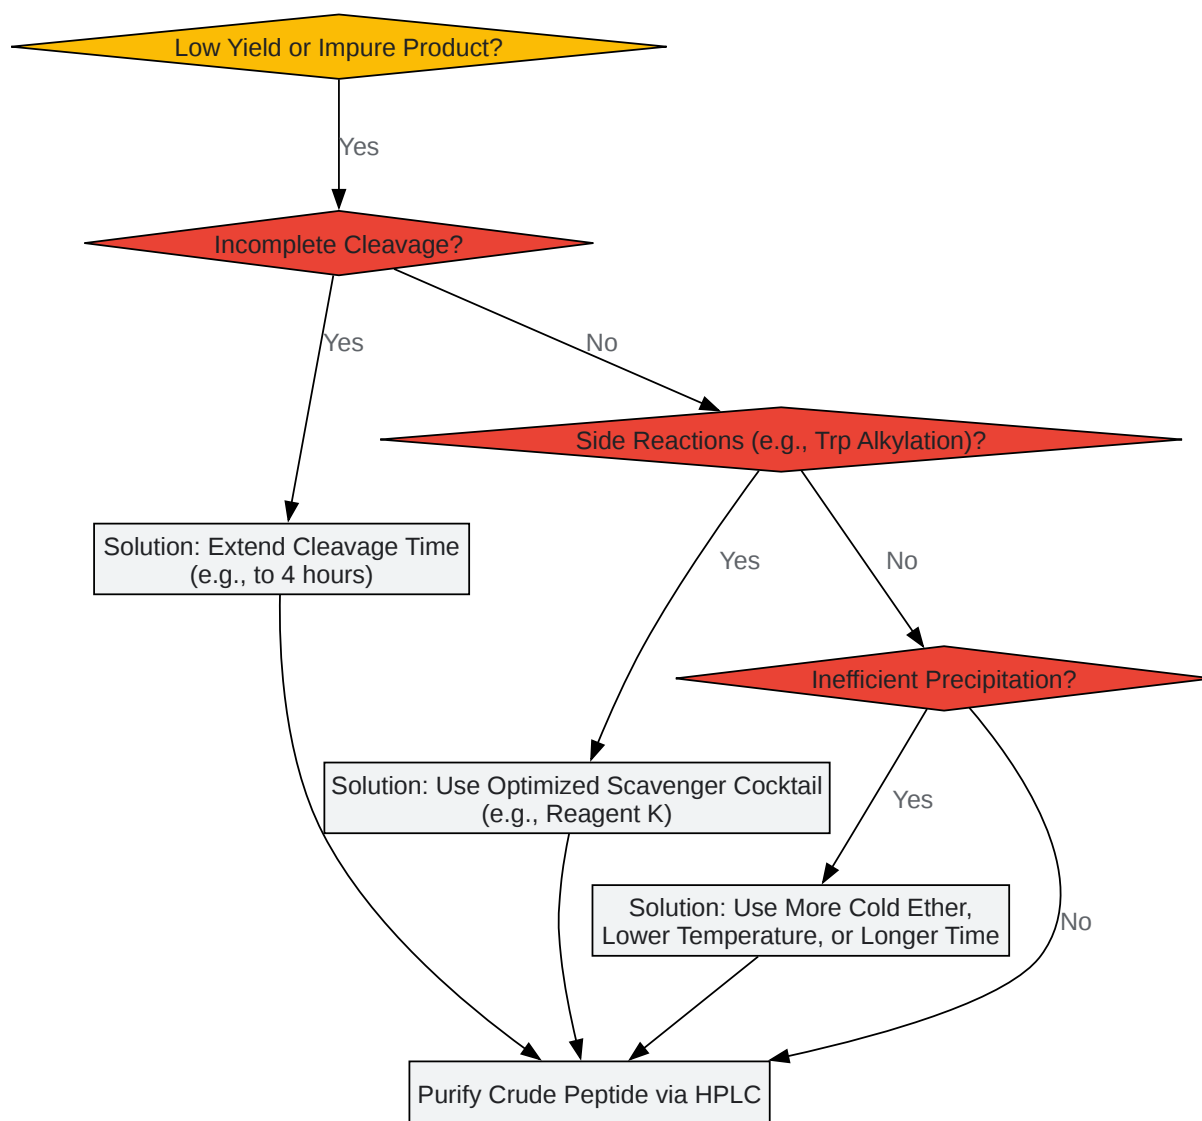 Low Yield or Impure Product?
Yes
Incomplete Cleavage?
Yes
No
Side Reactions (e.g., Trp Alkylation)?
Solution: Extend Cleavage Time
(e.g., to 4 hours)
Yes
No
Inefficient Precipitation?
Solution: Use Optimized Scavenger Cocktail
(e.g., Reagent K)
Yes
Solution: Use More Cold Ether,
Lower Temperature, or Longer Time
No
Purify Crude Peptide via HPLC